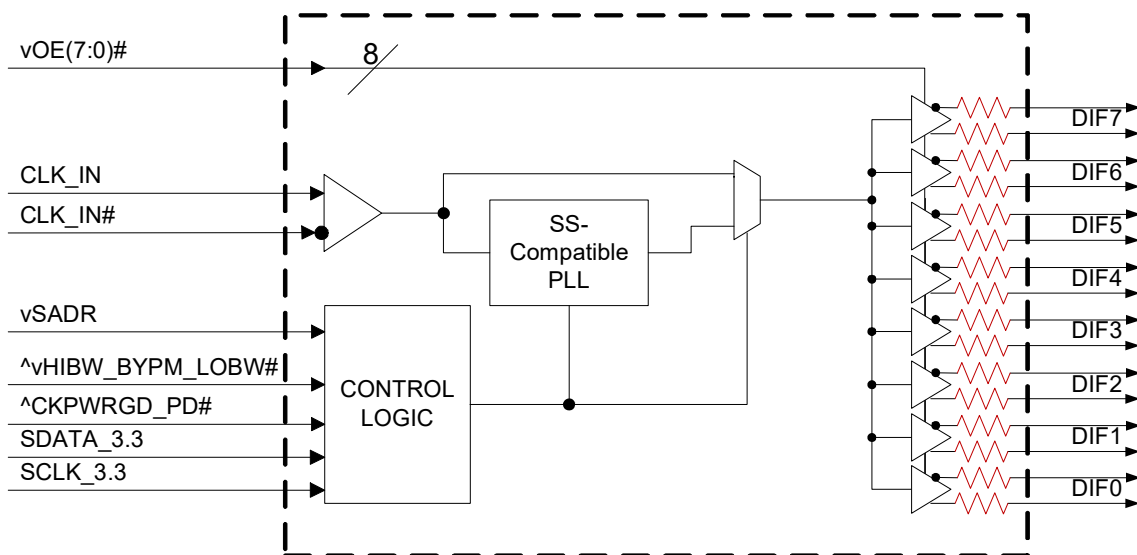 vOE(7:0)#
8
CLK_IN
CLK_IN#
SS-
Compatible
PLL
vSADR
^vHIBW_BYPM_LOBW#
^CKPWRGD_PD#
SDATA_3.3
SCLK_3.3
CONTROL
LOGIC
DIF7
DIF6
DIF5
DIF4
DIF3
DIF2
DIF1
DIF0